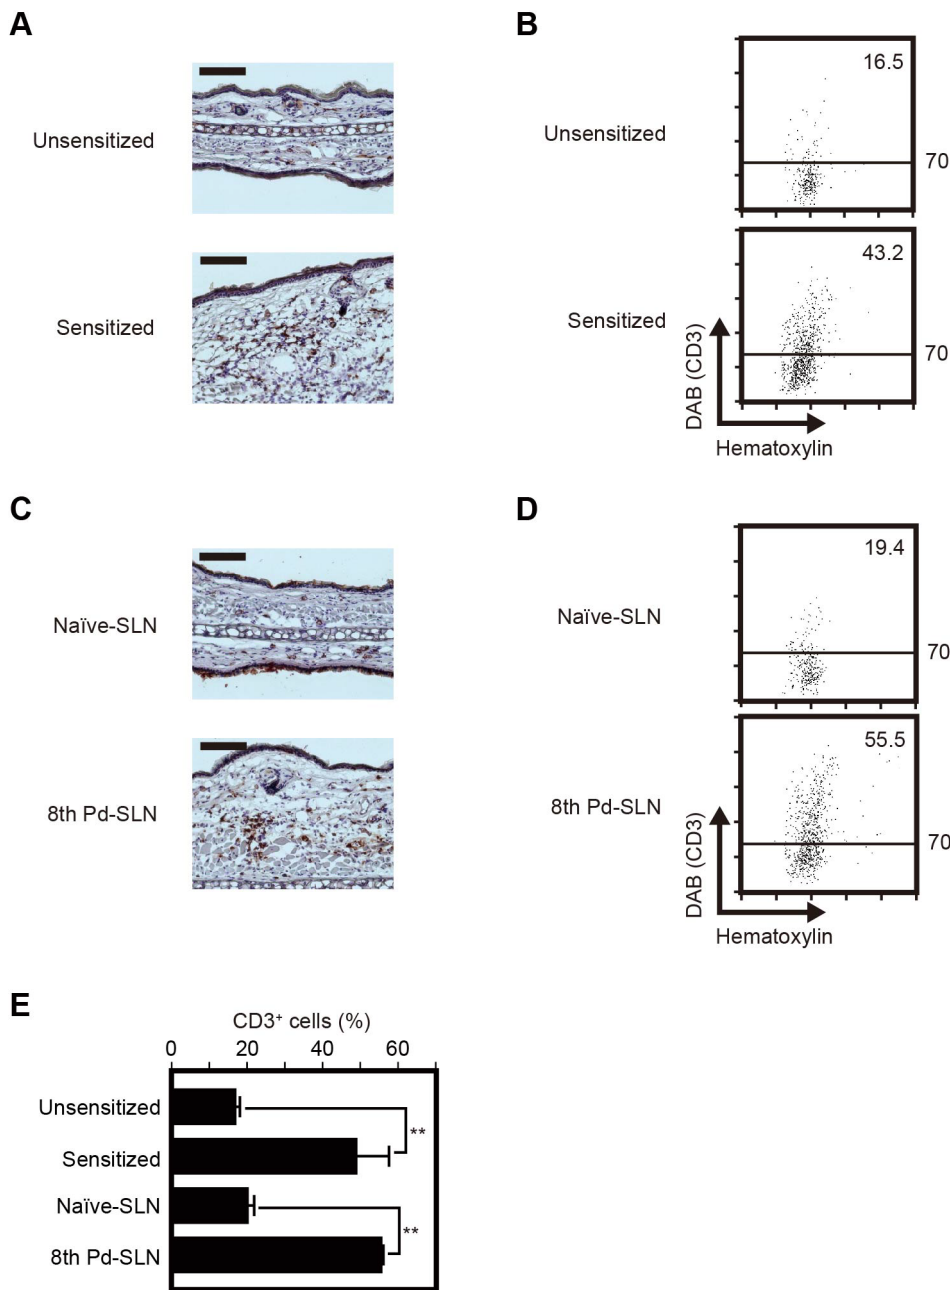 A
Unsensitized
Sensitized
B
Unsensitized
16.5
70
Sensitized
43.2
70
DAB (CD3)
Hematoxylin
C
Naïve-SLN
8th Pd-SLN
D
Naïve-SLN
19.4
70
8th Pd-SLN
55.5
70
DAB (CD3)
Hematoxylin
E
CD3⁺ cells (%)
0 20 40 60
Unsensitized
**
Sensitized
Naïve-SLN
**
8th Pd-SLN